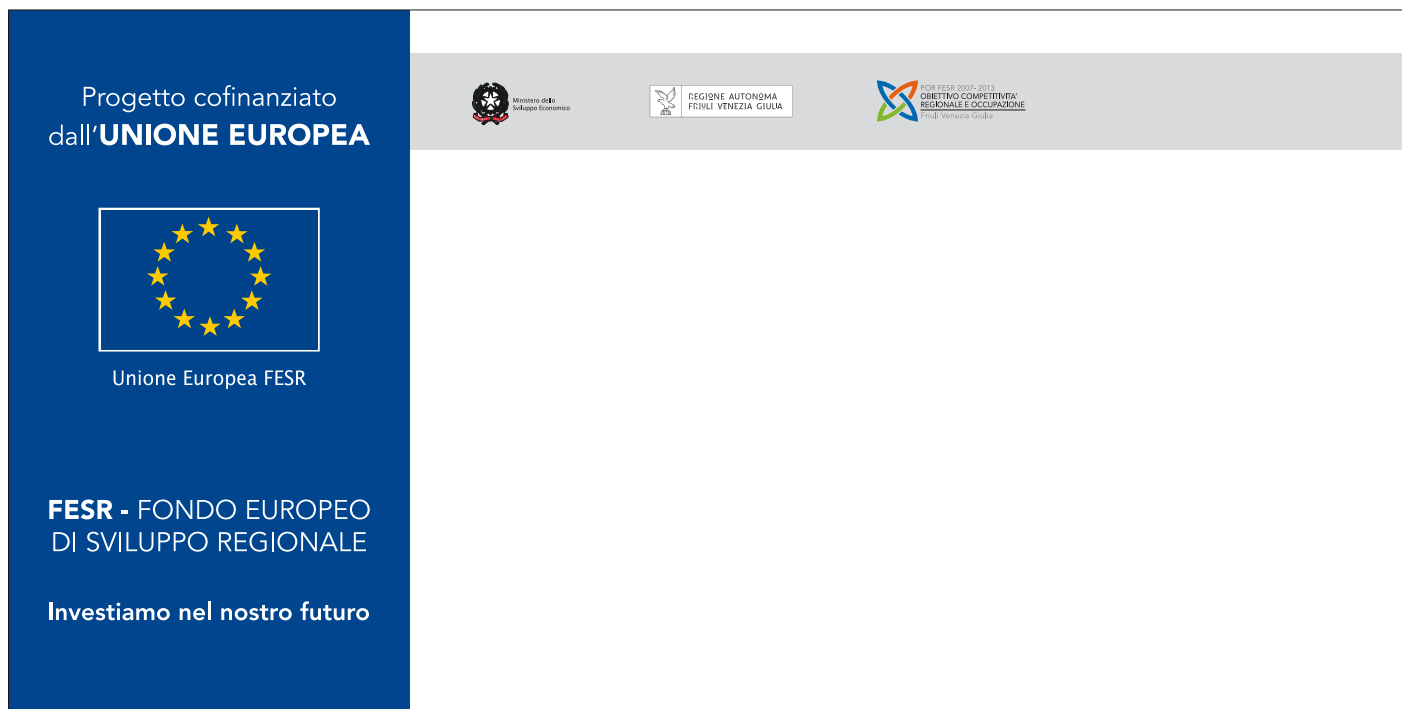 Progetto cofinanziato
dall'UNIONE EUROPEA
Unione Europea FESR
FESR - FONDO EUROPEO
DI SVILUPPO REGIONALE
Investiamo nel nostro futuro
Ministero dello
Sviluppo Economico
REGIONE AUTONOMA
FRIULI VENEZIA GIULIA
POR FESR 2007-2013
OBIETTIVO COMPETITIVITA'
REGIONALE E OCCUPAZIONE
Friuli Venezia Giulia